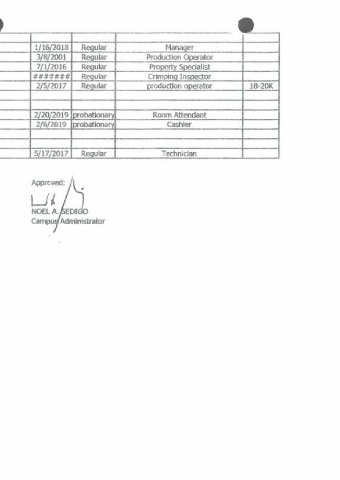 1/16/2018 Regular Manager
3/8/2001 Regular Production Operator
7/1/2016 Regular Property Specialist
####### Regular Crimping Inspector
2/5/2017 Regular production operator 18-20K
2/20/2019 probationary Room Attendant
2/6/2019 probationary Cashier
5/17/2017 Regular Technician
Approved:
NOEL A. SEDIGO
Campus Administrator